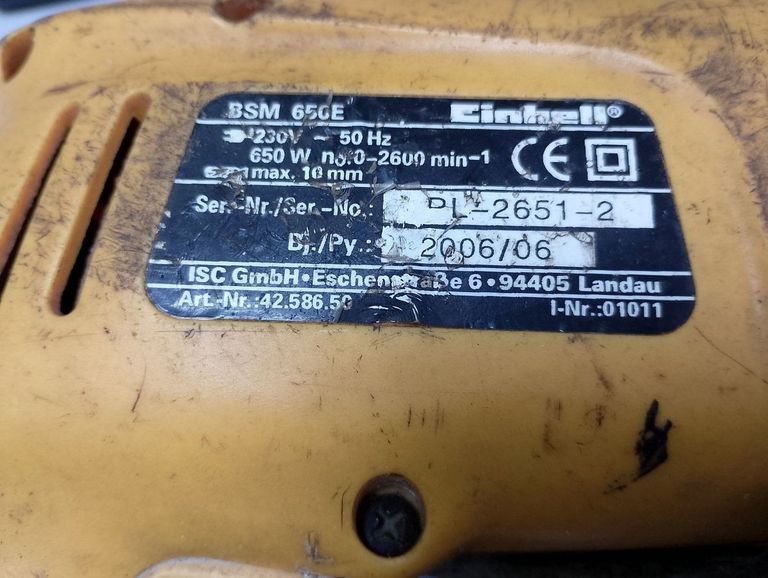 BSM 650E Einhell®
230V ~ 50 Hz
650 W n₀:0-2600 min-1
max. 10 mm
CE
Ser.-Nr./Ser.-No.: PL-2651-2
Bj./Py.: 2006/06
ISC GmbH•Eschenstraße 6•94405 Landau
Art.-Nr.:42.586.50 I-Nr.:01011